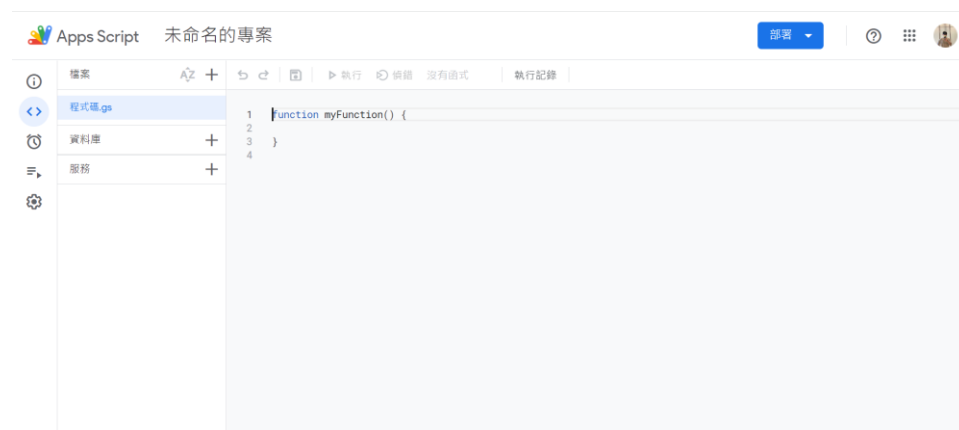 Apps Script 未命名的專案 部署
檔案 AZ
執行 偵錯 沒有函式 執行記錄
程式碼.gs
資料庫
服務
1 function myFunction() {
2
3 }
4